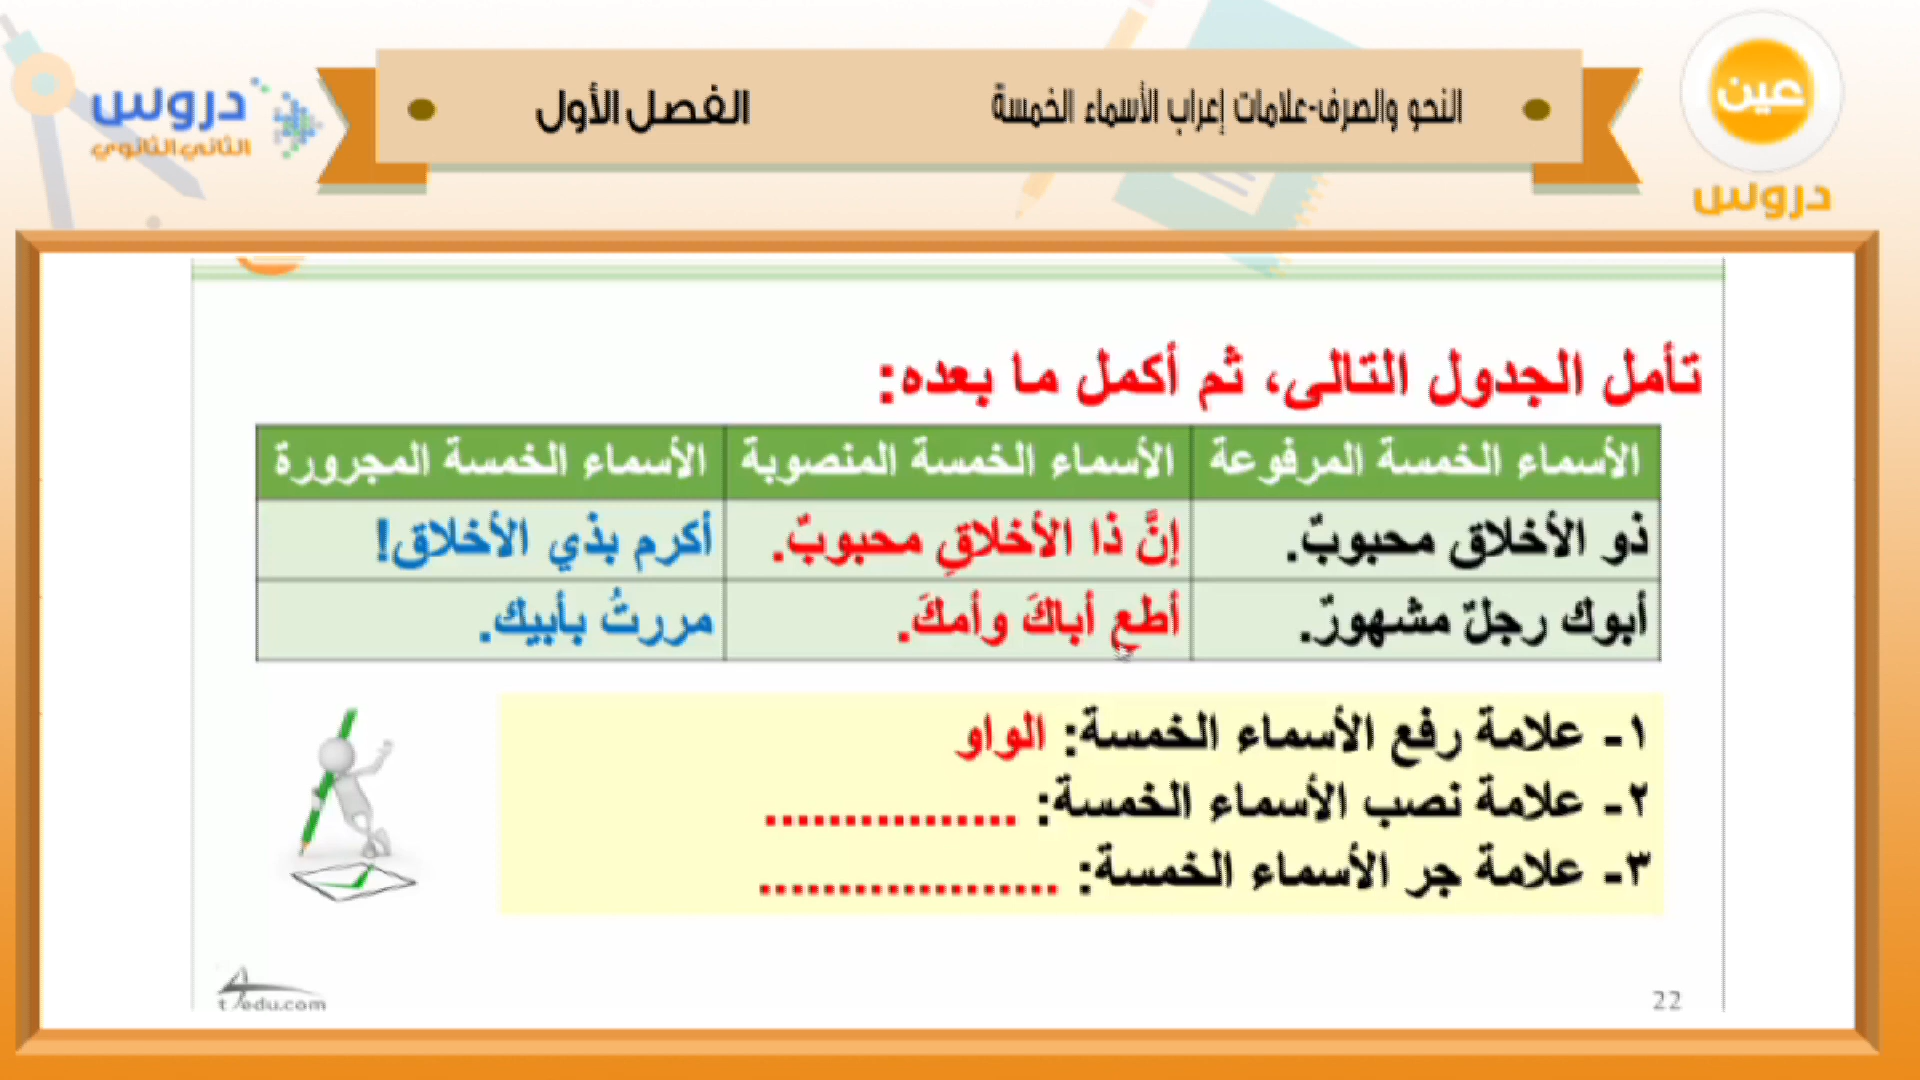 عين
دروس
النحو والصرف-علامات إعراب الأسماء الخمسة
الفصل الأول
دروس
الثاني الثانوي
تأمل الجدول التالى، ثم أكمل ما بعده:
الأسماء الخمسة المرفوعة الأسماء الخمسة المنصوبة الأسماء الخمسة المجرورة
ذو الأخلاق محبوبٌ. إنَّ ذا الأخلاقِ محبوبٌ. أكرم بذي الأخلاق!
أبوك رجلٌ مشهورٌ. أطعِ أباكَ وأمكَ. مررتُ بأبيك.
١- علامة رفع الأسماء الخمسة: الواو
٢- علامة نصب الأسماء الخمسة: ................
٣- علامة جر الأسماء الخمسة: ...................
t4edu.com
22